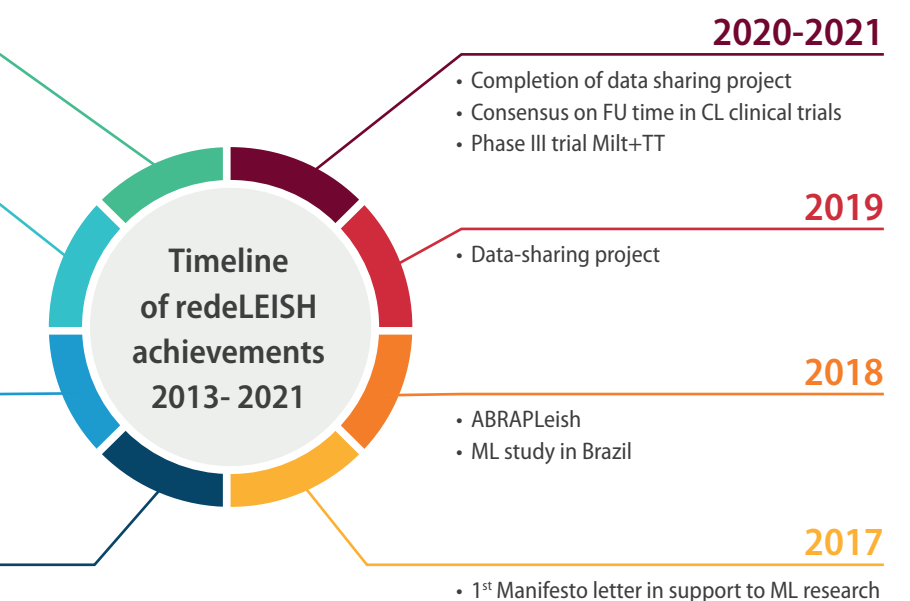 Timeline
of redeLEISH
achievements
2013- 2021
2020-2021
• Completion of data sharing project
• Consensus on FU time in CL clinical trials
• Phase III trial Milt+TT
2019
• Data-sharing project
2018
• ABRAPLeish
• ML study in Brazil
2017
• 1st Manifesto letter in support to ML research